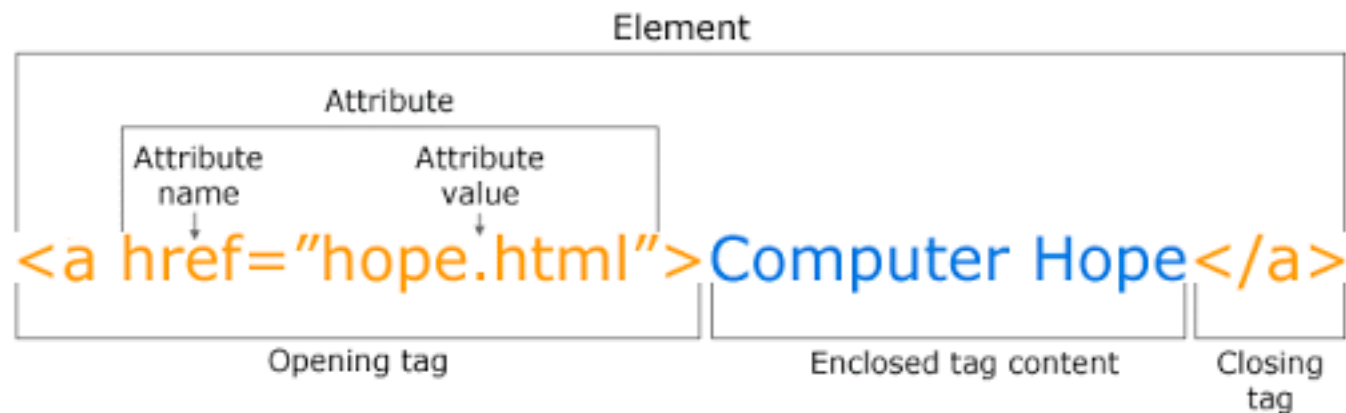 Element
Attribute
Attribute name
Attribute value
<a href=”hope.html”>Computer Hope</a>
Opening tag
Enclosed tag content
Closing tag